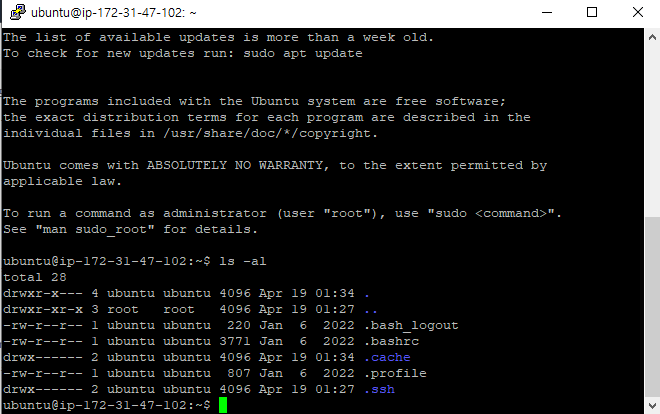 ubuntu@ip-172-31-47-102: ~
The list of available updates is more than a week old.
To check for new updates run: sudo apt update
The programs included with the Ubuntu system are free software;
the exact distribution terms for each program are described in the
individual files in /usr/share/doc/*/copyright.
Ubuntu comes with ABSOLUTELY NO WARRANTY, to the extent permitted by
applicable law.
To run a command as administrator (user "root"), use "sudo <command>".
See "man sudo_root" for details.
ubuntu@ip-172-31-47-102:~$ ls -al
total 28
drwxr-x--- 4 ubuntu ubuntu 4096 Apr 19 01:34 .
drwxr-xr-x 3 root   root   4096 Apr 19 01:27 ..
-rw-r--r-- 1 ubuntu ubuntu  220 Jan  6  2022 .bash_logout
-rw-r--r-- 1 ubuntu ubuntu 3771 Jan  6  2022 .bashrc
drwx------ 2 ubuntu ubuntu 4096 Apr 19 01:34 .cache
-rw-r--r-- 1 ubuntu ubuntu  807 Jan  6  2022 .profile
drwx------ 2 ubuntu ubuntu 4096 Apr 19 01:27 .ssh
ubuntu@ip-172-31-47-102:~$